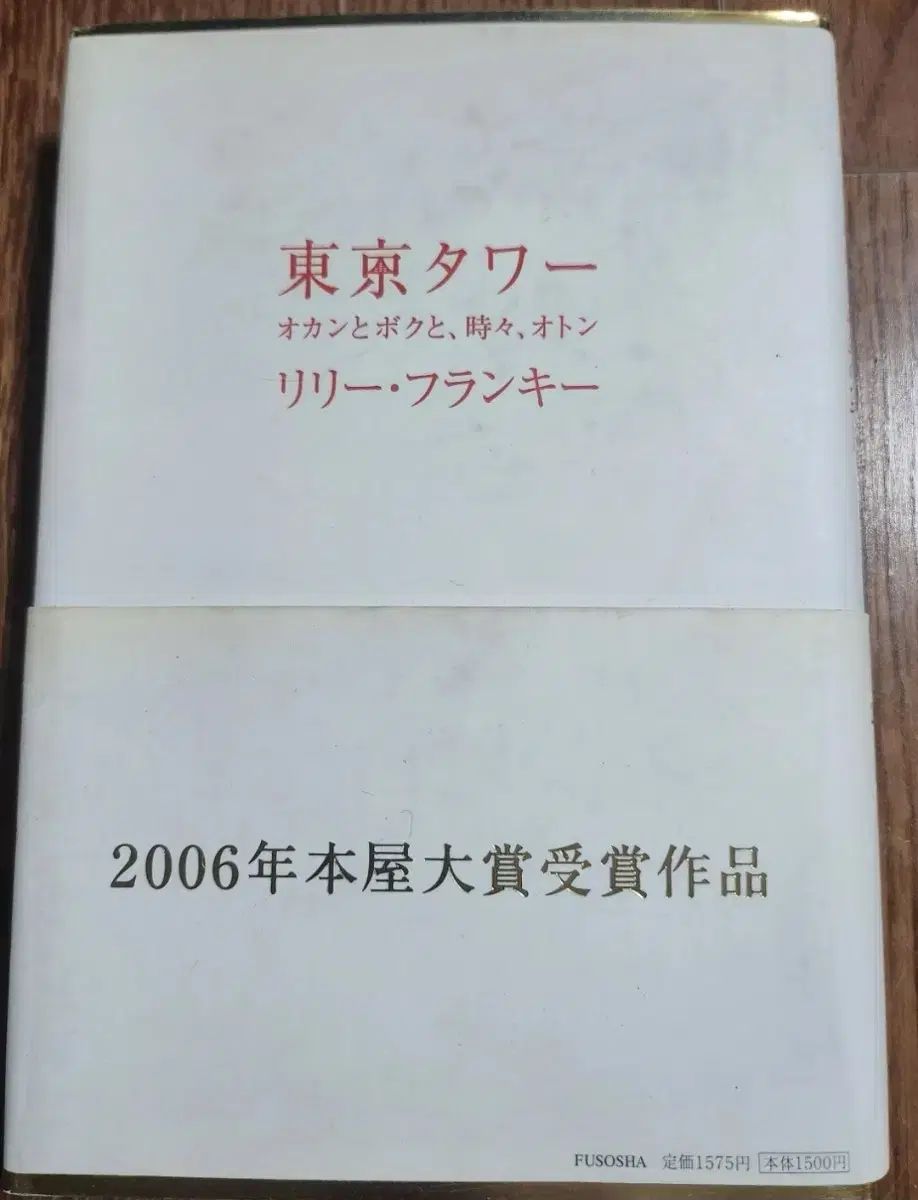 東京タワー
オカンとボクと、時々、オトン
リリー・フランキー
2006年本屋大賞受賞作品
FUSOSHA 定価1575円 本体1500円